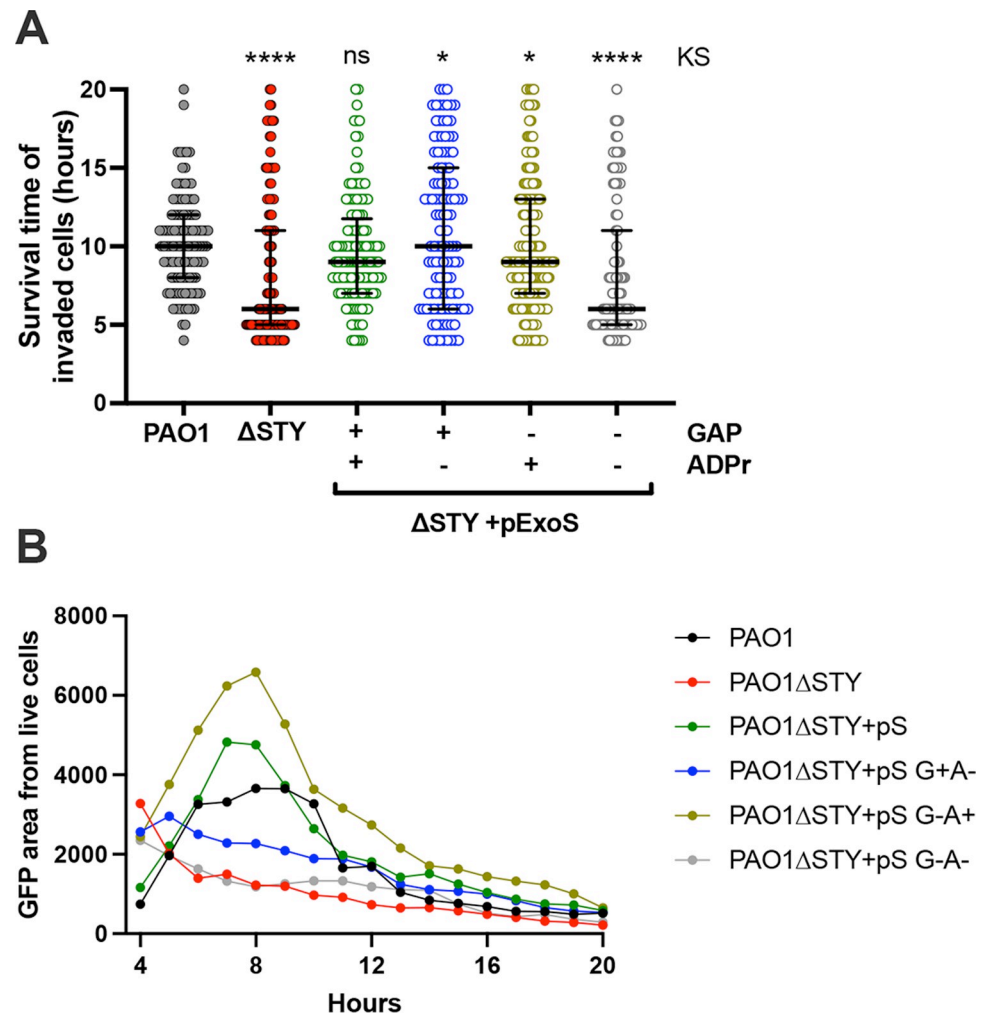 A
**** ns * * **** KS
Survival time of
invaded cells (hours)
20
15
10
5
0
PAO1 ΔSTY + + - - GAP
+ - + - ADPr
ΔSTY +pExoS
B
GFP area from live cells
8000
6000
4000
2000
0
4 8 12 16 20
Hours
PAO1
PAO1ΔSTY
PAO1ΔSTY+pS
PAO1ΔSTY+pS G+A-
PAO1ΔSTY+pS G-A+
PAO1ΔSTY+pS G-A-